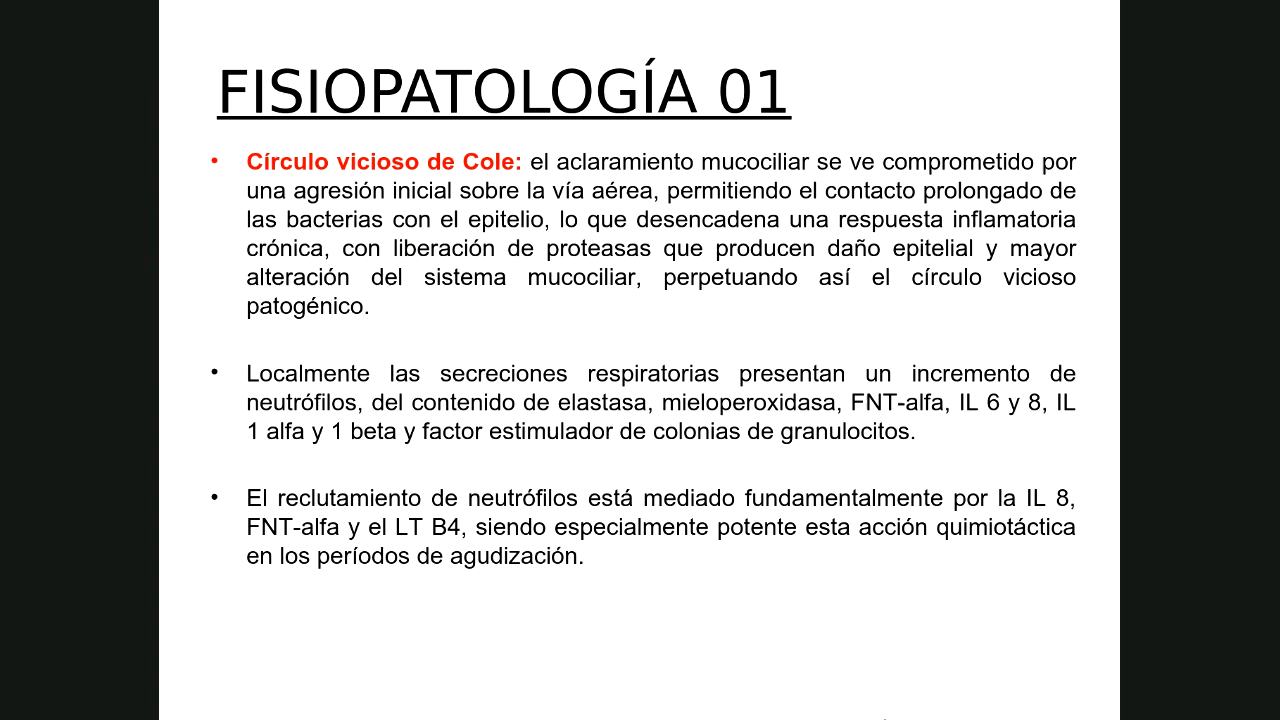 FISIOPATOLOGÍA 01
• Círculo vicioso de Cole: el aclaramiento mucociliar se ve comprometido por
una agresión inicial sobre la vía aérea, permitiendo el contacto prolongado de
las bacterias con el epitelio, lo que desencadena una respuesta inflamatoria
crónica, con liberación de proteasas que producen daño epitelial y mayor
alteración del sistema mucociliar, perpetuando así el círculo vicioso
patogénico.
• Localmente las secreciones respiratorias presentan un incremento de
neutrófilos, del contenido de elastasa, mieloperoxidasa, FNT-alfa, IL 6 y 8, IL
1 alfa y 1 beta y factor estimulador de colonias de granulocitos.
• El reclutamiento de neutrófilos está mediado fundamentalmente por la IL 8,
FNT-alfa y el LT B4, siendo especialmente potente esta acción quimiotáctica
en los períodos de agudización.